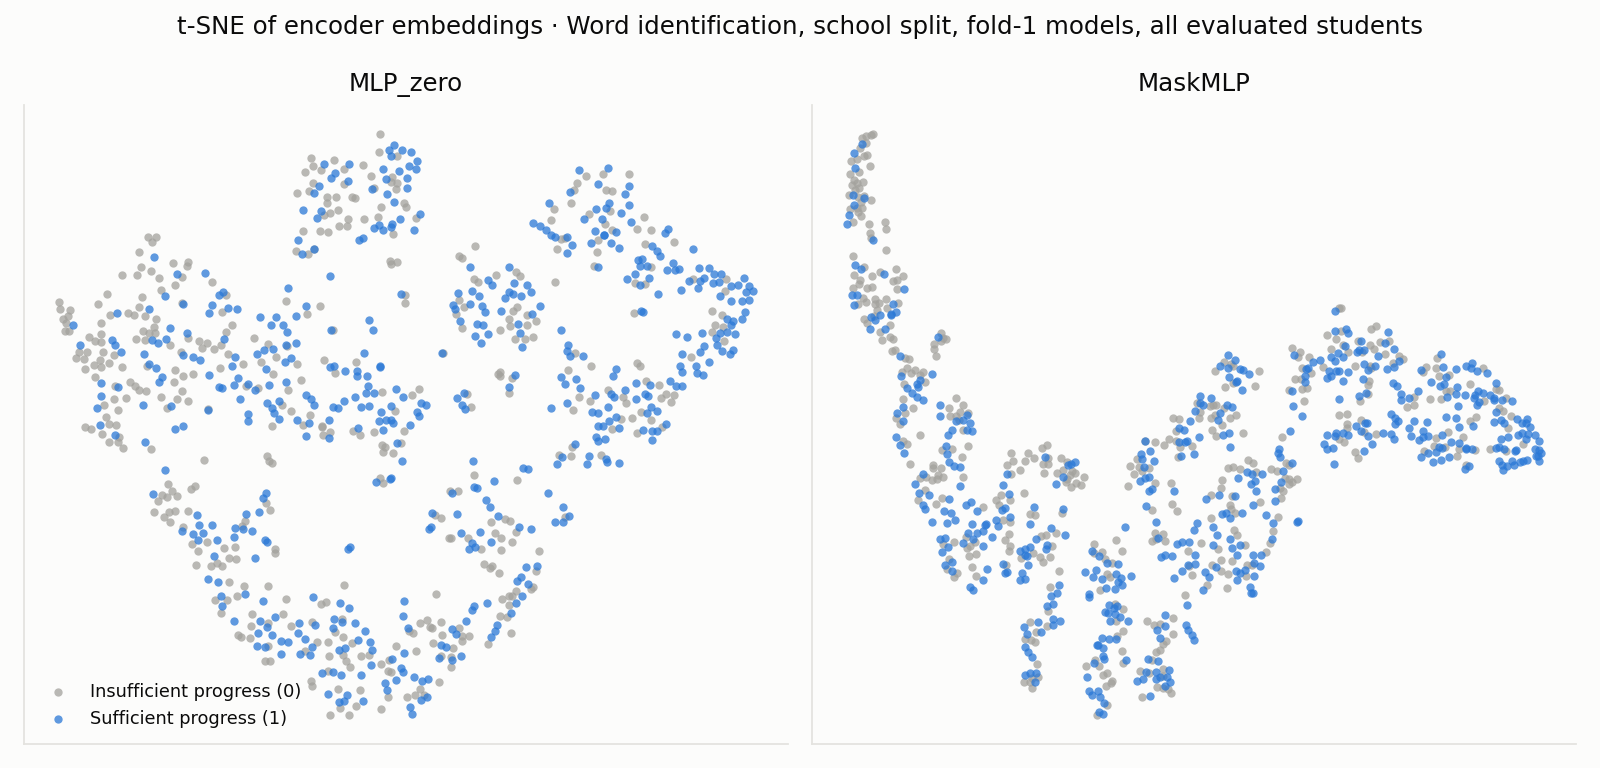 t-SNE of encoder embeddings · Word identification, school split, fold-1 models, all evaluated students
MLP_zero
MaskMLP
Insufficient progress (0)
Sufficient progress (1)